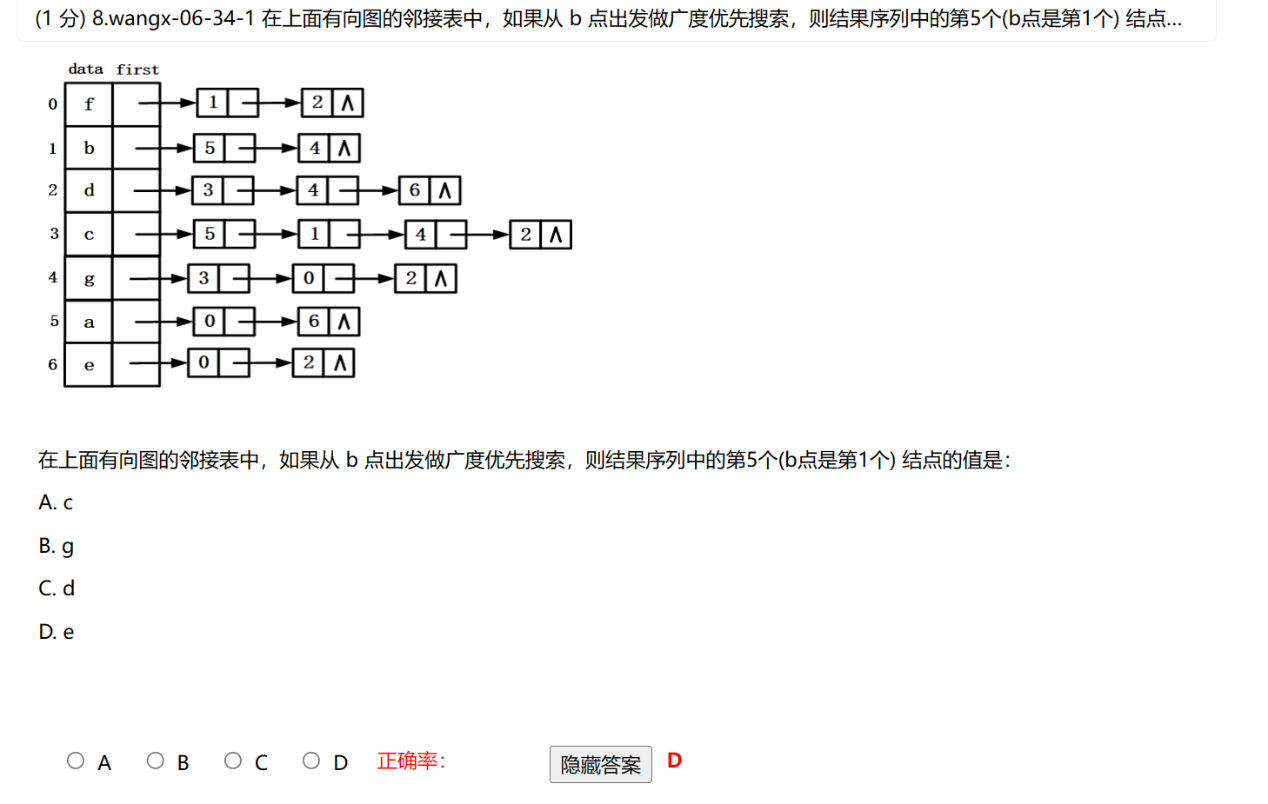 (1 分) 8.wangx-06-34-1 在上面有向图的邻接表中，如果从 b 点出发做广度优先搜索，则结果序列中的第5个(b点是第1个) 结点...
data first
0 f 1 2 ∧
1 b 5 4 ∧
2 d 3 4 6 ∧
3 c 5 1 4 2 ∧
4 g 3 0 2 ∧
5 a 0 6 ∧
6 e 0 2 ∧
在上面有向图的邻接表中，如果从 b 点出发做广度优先搜索，则结果序列中的第5个(b点是第1个) 结点的值是：
A. c
B. g
C. d
D. e
A B C D 正确率： 隐藏答案 D